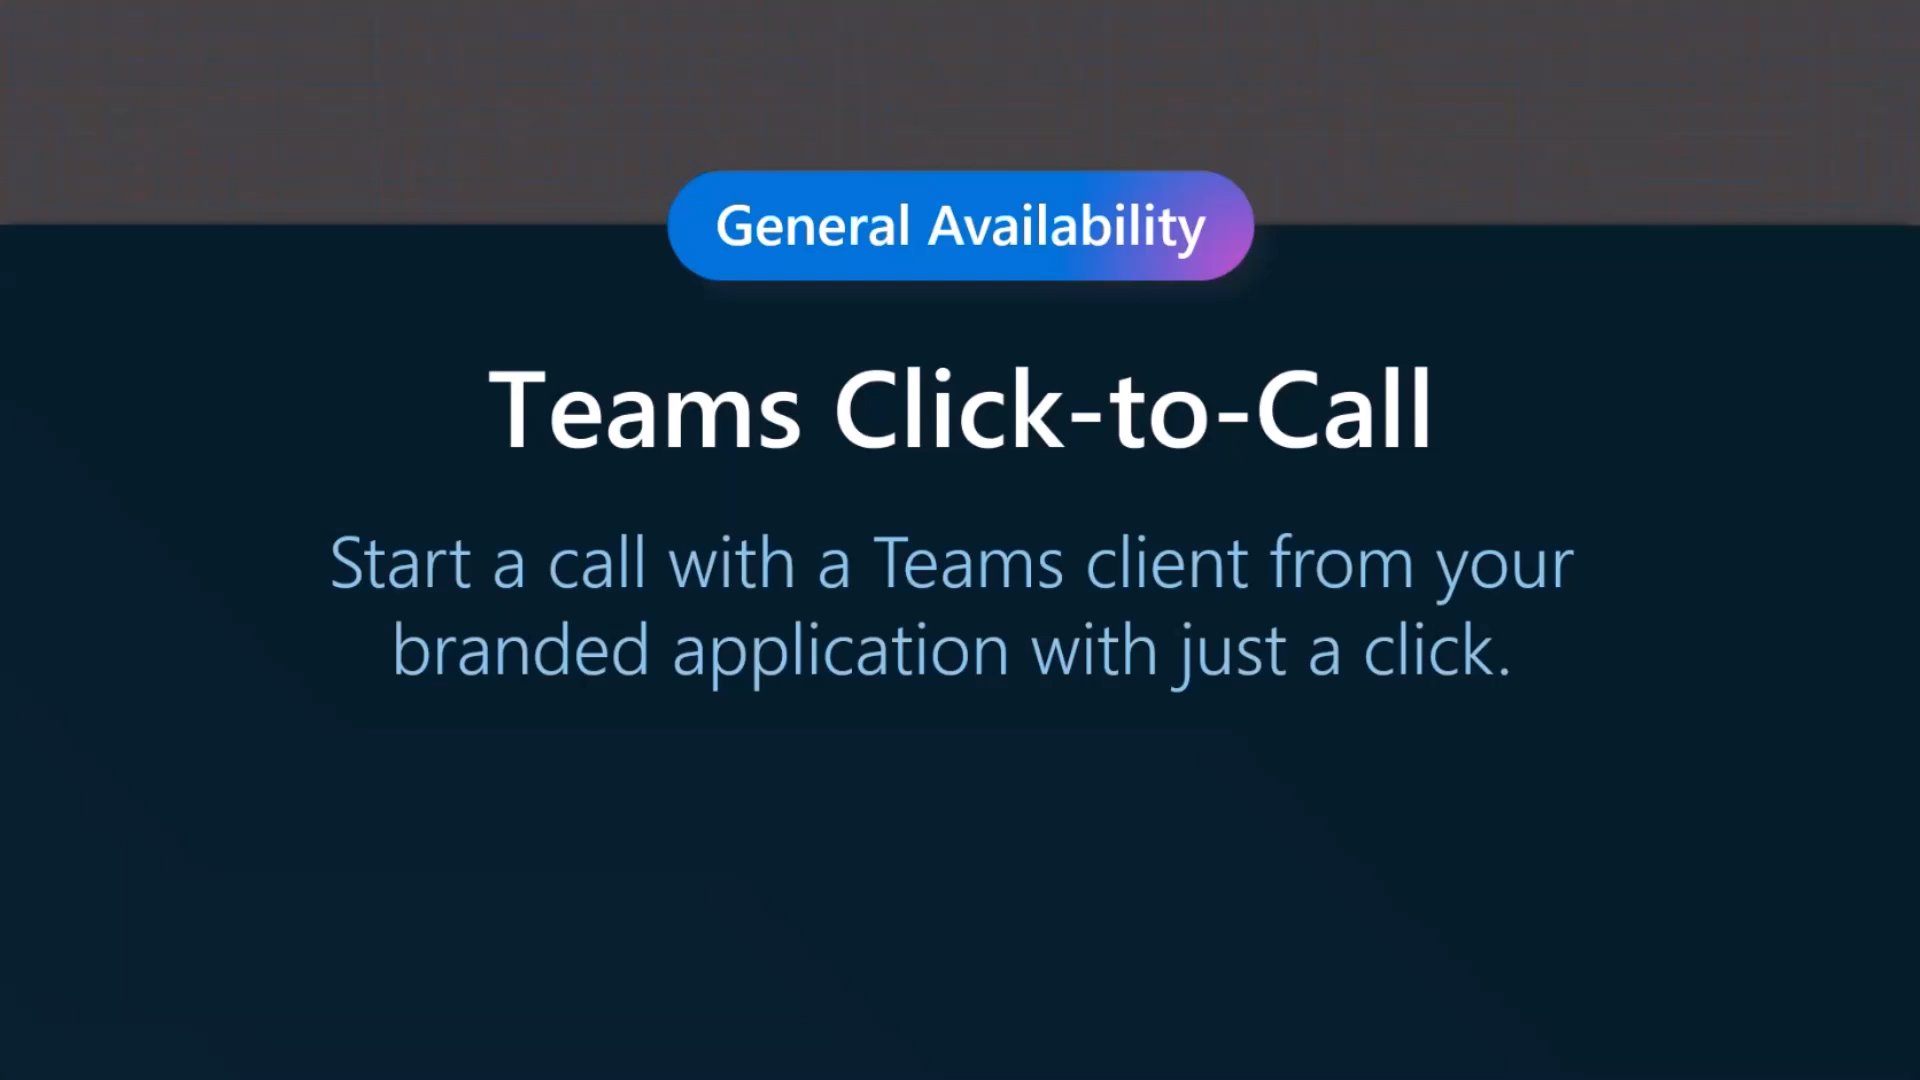 General Availability
Teams Click-to-Call
Start a call with a Teams client from your
branded application with just a click.